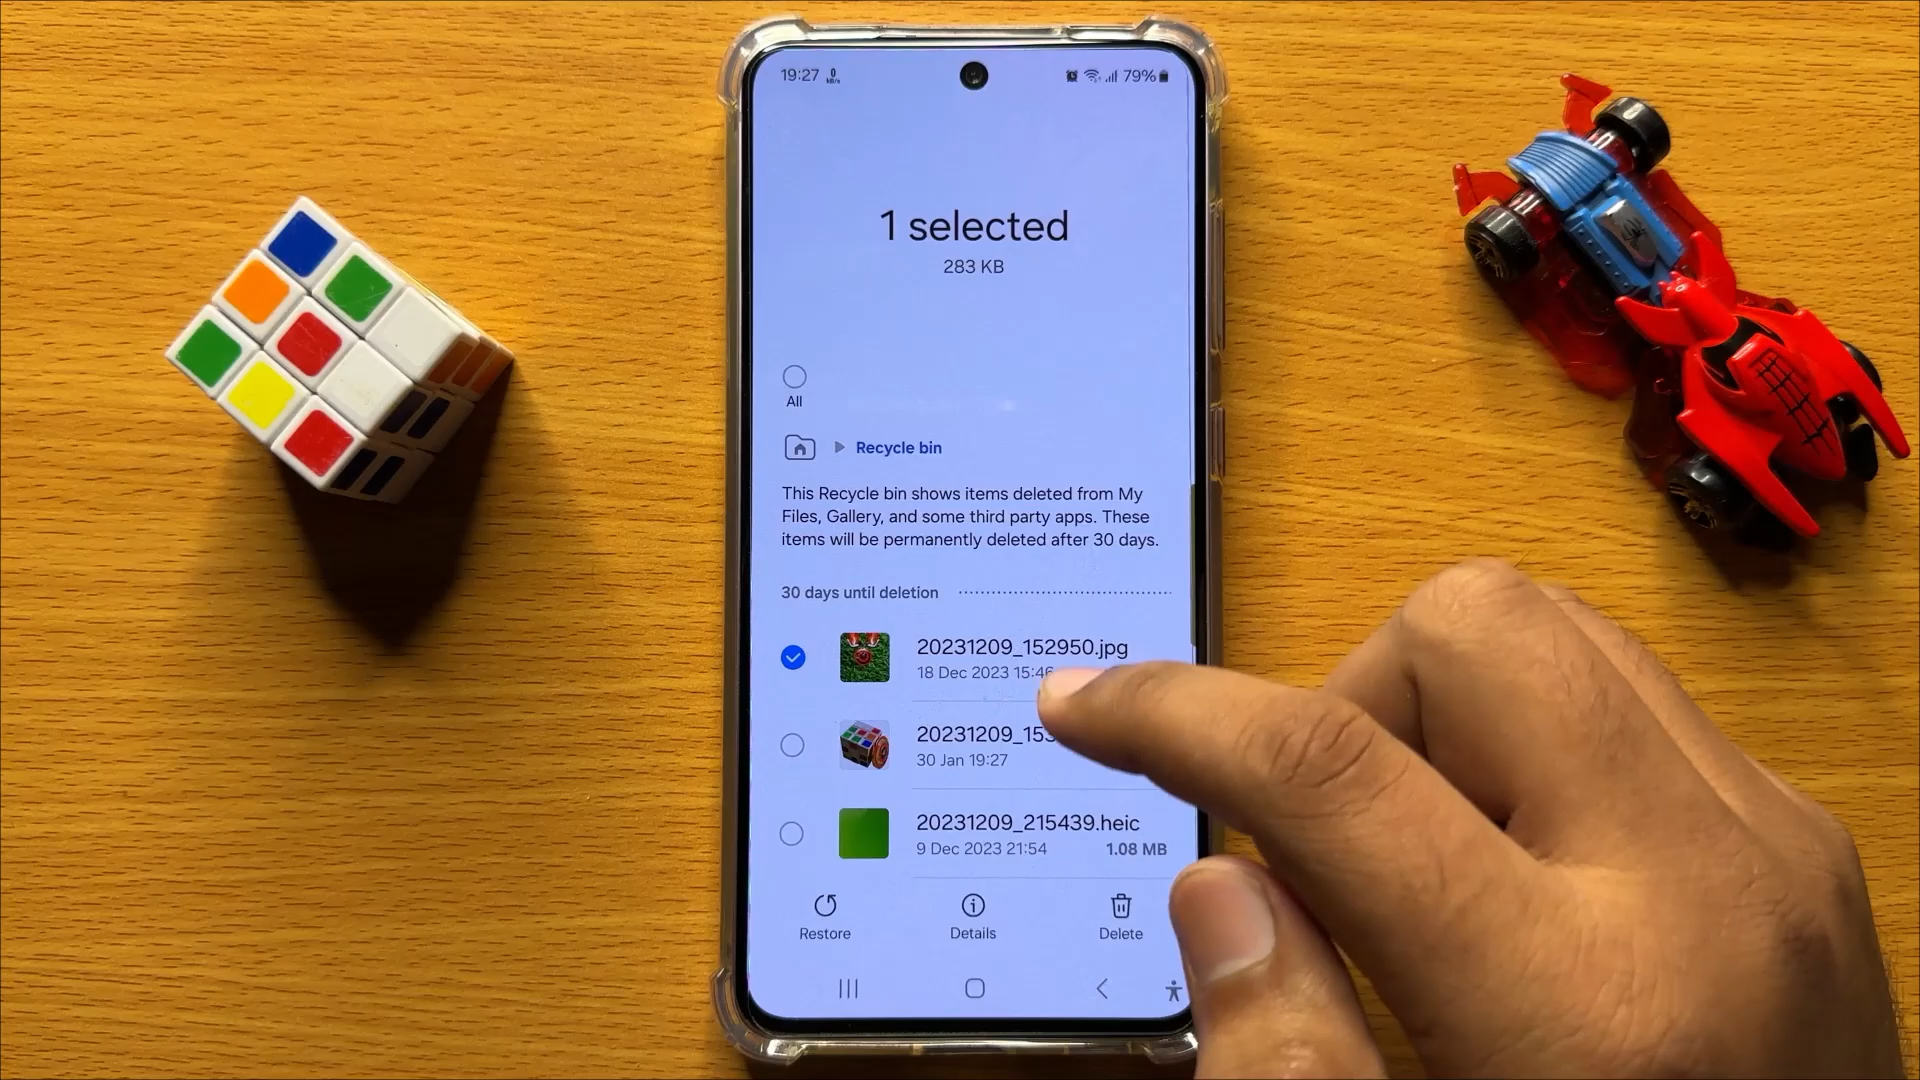 19:27 0 KB/s 79%
1 selected
283 KB
All
Recycle bin
This Recycle bin shows items deleted from My
Files, Gallery, and some third party apps. These
items will be permanently deleted after 30 days.
30 days until deletion
20231209_152950.jpg
18 Dec 2023 15:46
20231209_153
30 Jan 19:27
20231209_215439.heic
9 Dec 2023 21:54 1.08 MB
Restore Details Delete